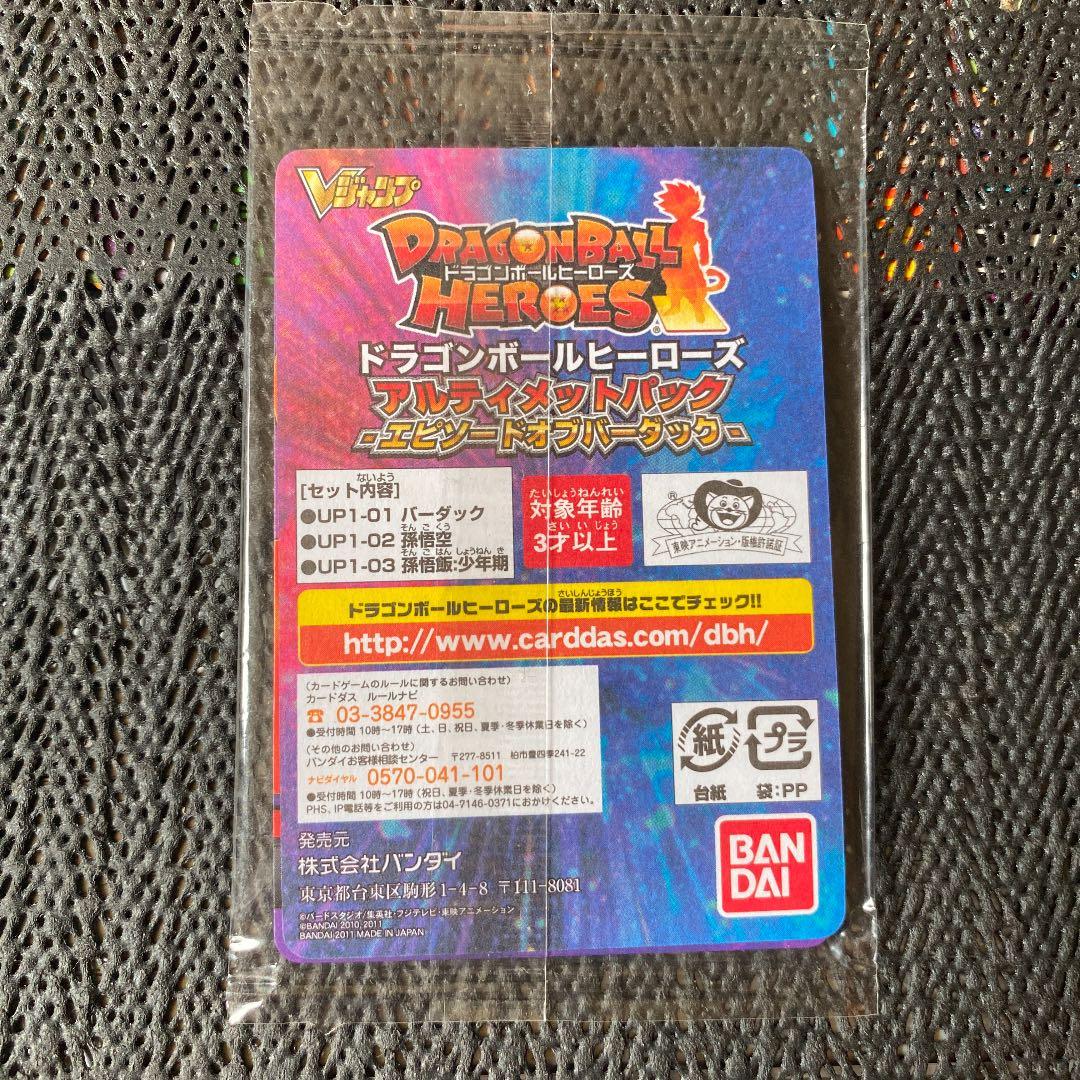 Vジャンプ
DRAGONBALL
ドラゴンボールヒーローズ
HEROES
®
ドラゴンボールヒーローズ
アルティメットパック
-エピソードオブバーダック-
ないよう
[セット内容]
●UP1-01 バーダック
そん ご くう
●UP1-02 孫悟空
そん ご はん しょうねん き
●UP1-03 孫悟飯:少年期
たいしょうねんれい
対象年齢
さい い じょう
3才以上
®
東映アニメーション・版権許諾証
さいしんじょうほう
ドラゴンボールヒーローズの最新情報はここでチェック!!
http://www.carddas.com/dbh/
(カードゲームのルールに関するお問い合わせ)
カードダス ルールナビ
☎ 03-3847-0955
●受付時間 10時〜17時(土、日、祝日、夏季・冬季休業日を除く)
(その他のお問い合わせ)
バンダイお客様相談センター 〒277-8511 柏市豊四季241-22
ナビダイヤル 0570-041-101
●受付時間 10時〜17時(祝日、夏季・冬季休業日を除く)
PHS、IP電話等をご利用の方は04-7146-0371におかけください。
紙 プラ
台紙 袋:PP
発売元
株式会社バンダイ
東京都台東区駒形1-4-8 〒111-8081
©バードスタジオ/集英社・フジテレビ・東映アニメーション
©BANDAI 2010, 2011
BANDAI 2011 MADE IN JAPAN
BAN
DAI